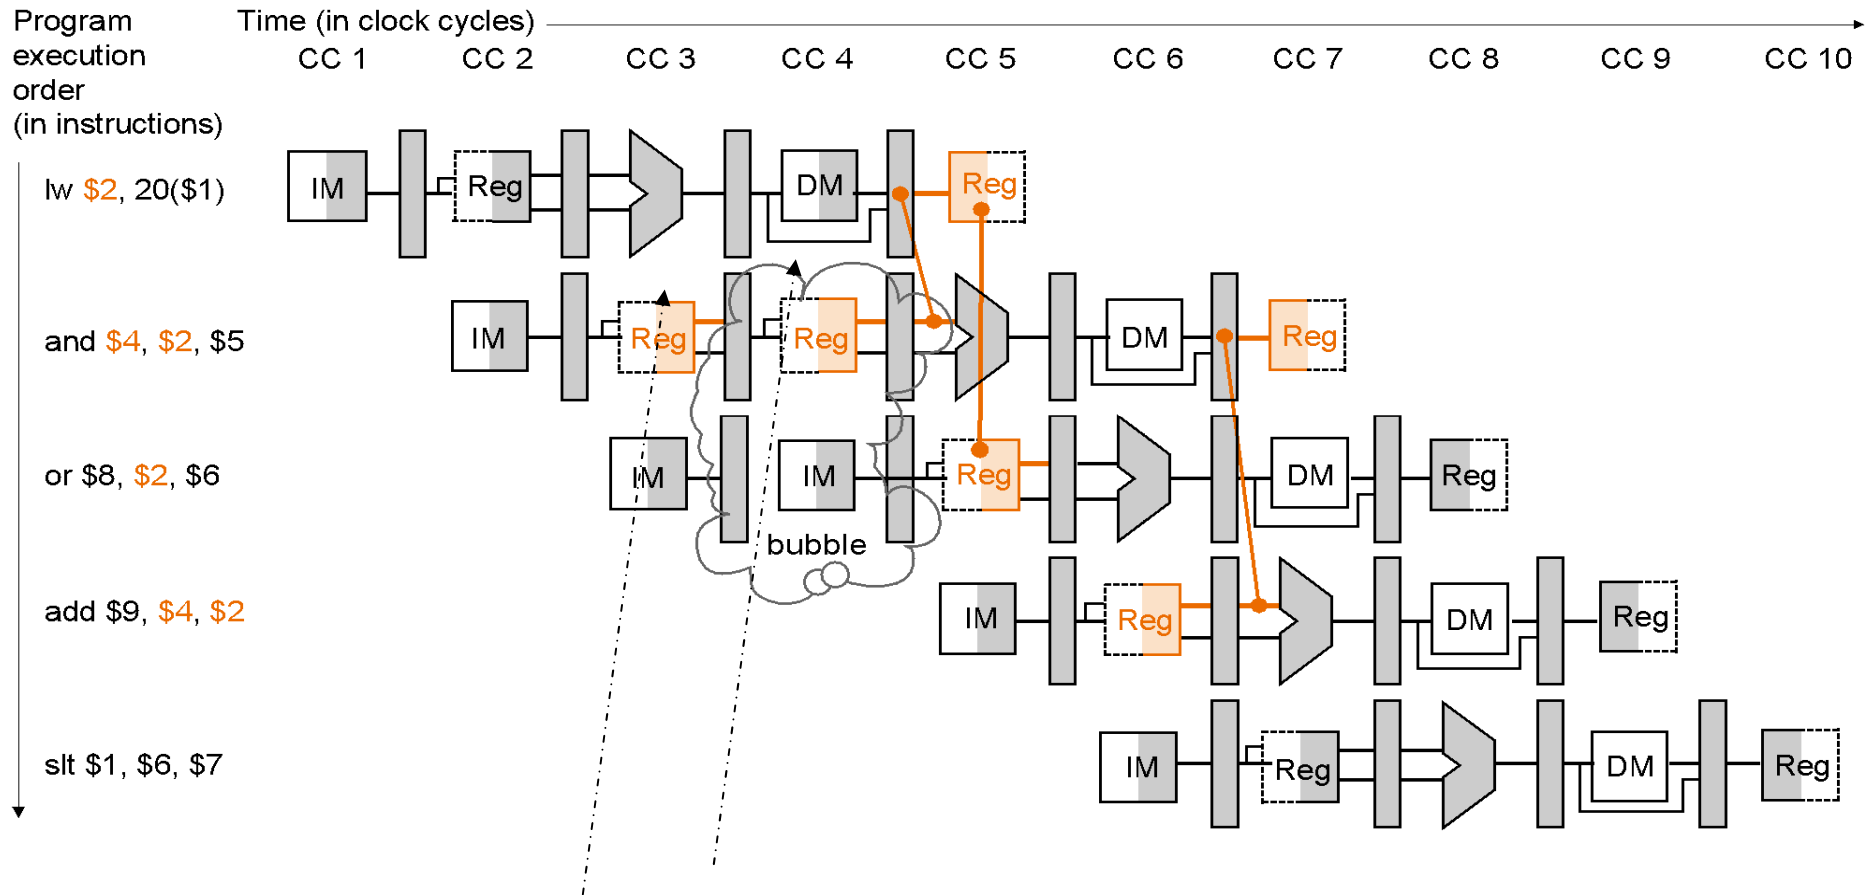 Program
execution
order
(in instructions)
Time (in clock cycles)
CC 1 CC 2 CC 3 CC 4 CC 5 CC 6 CC 7 CC 8 CC 9 CC 10
lw $2, 20($1) IM Reg DM Reg
and $4, $2, $5 IM Reg Reg DM Reg
or $8, $2, $6 IM IM Reg DM Reg
bubble
add $9, $4, $2 IM Reg DM Reg
slt $1, $6, $7 IM Reg DM Reg